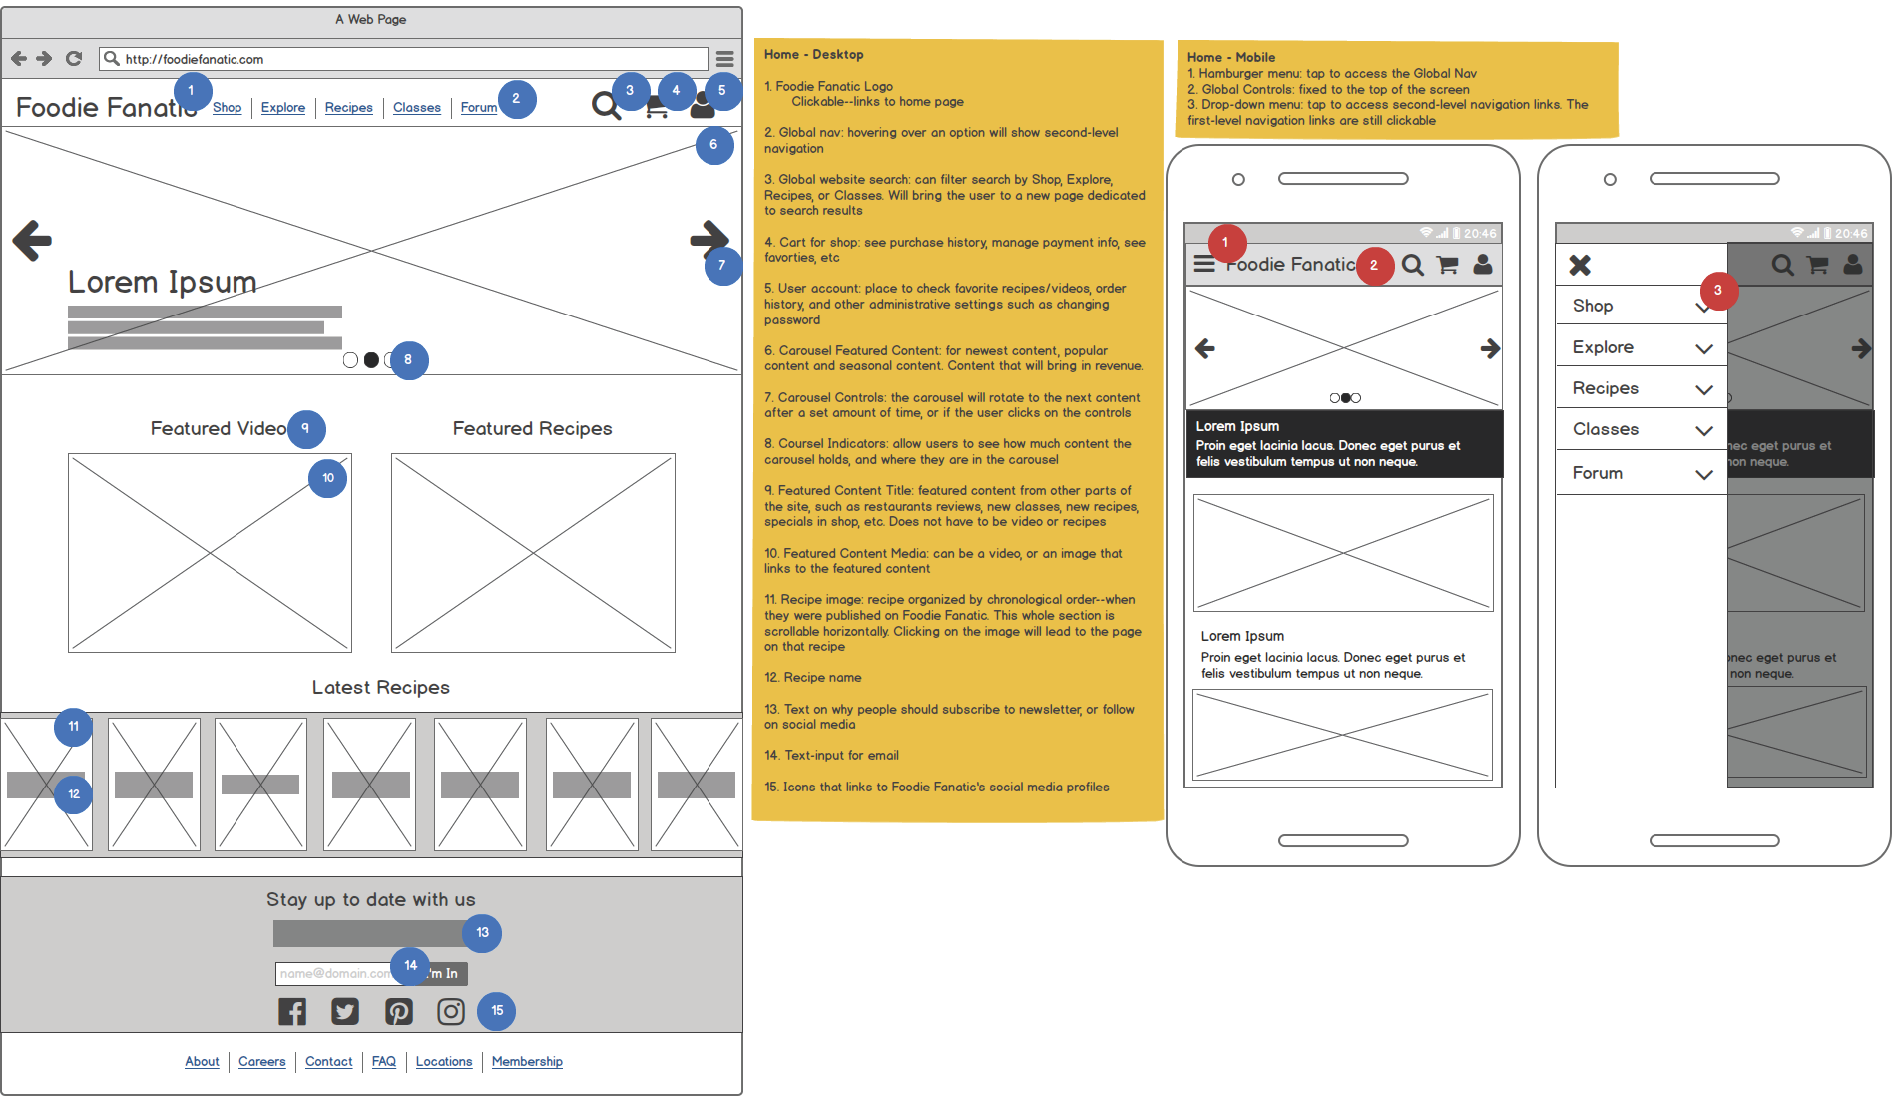 A Web Page
http://foodiefanatic.com
Foodie Fanatic
1
Shop
Explore
Recipes
Classes
Forum
2
3
4
5
6
7
Lorem Ipsum
8
Featured Video
9
Featured Recipes
10
Latest Recipes
11
12
Stay up to date with us
13
name@domain.com
14
I'm In
15
About
Careers
Contact
FAQ
Locations
Membership
Home - Desktop
1. Foodie Fanatic Logo
Clickable--links to home page
2. Global nav: hovering over an option will show second-level
navigation
3. Global website search: can filter search by Shop, Explore,
Recipes, or Classes. Will bring the user to a new page dedicated
to search results
4. Cart for shop: see purchase history, manage payment info, see
favorties, etc
5. User account: place to check favorite recipes/videos, order
history, and other administrative settings such as changing
password
6. Carousel Featured Content: for newest content, popular
content and seasonal content. Content that will bring in revenue.
7. Carousel Controls: the carousel will rotate to the next content
after a set amount of time, or if the user clicks on the controls
8. Coursel Indicators: allow users to see how much content the
carousel holds, and where they are in the carousel
9. Featured Content Title: featured content from other parts of
the site, such as restaurants reviews, new classes, new recipes,
specials in shop, etc. Does not have to be video or recipes
10. Featured Content Media: can be a video, or an image that
links to the featured content
11. Recipe image: recipe organized by chronological order--when
they were published on Foodie Fanatic. This whole section is
scrollable horizontally. Clicking on the image will lead to the page
on that recipe
12. Recipe name
13. Text on why people should subscribe to newsletter, or follow
on social media
14. Text-input for email
15. Icons that links to Foodie Fanatic's social media profiles
Home - Mobile
1. Hamburger menu: tap to access the Global Nav
2. Global Controls: fixed to the top of the screen
3. Drop-down menu: tap to access second-level navigation links. The
first-level navigation links are still clickable
20:46
1
Foodie Fanatic
2
Lorem Ipsum
Proin eget lacinia lacus. Donec eget purus et
felis vestibulum tempus ut non neque.
Lorem Ipsum
Proin eget lacinia lacus. Donec eget purus et
felis vestibulum tempus ut non neque.
20:46
3
Shop
Explore
Recipes
Classes
Forum
nec eget purus et
non neque.
onec eget purus et
non neque.